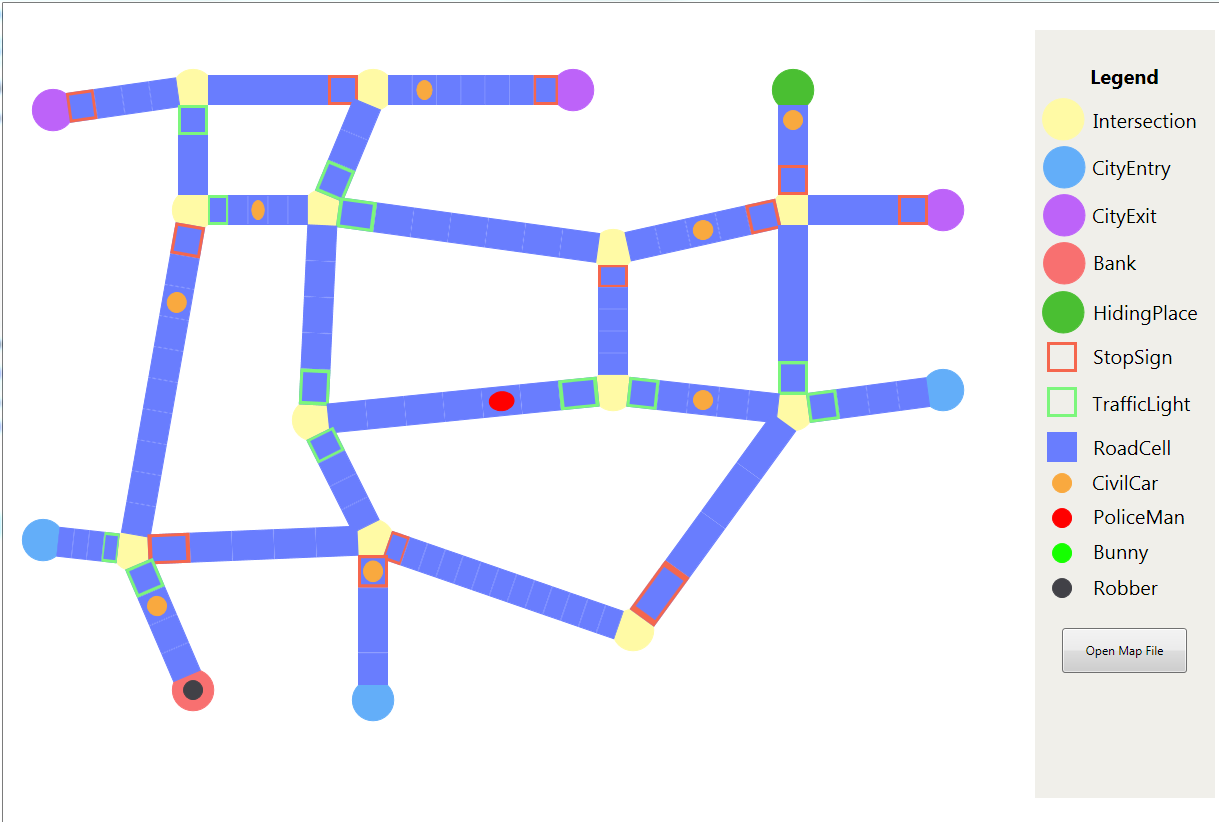 Legend
Intersection
CityEntry
CityExit
Bank
HidingPlace
StopSign
TrafficLight
RoadCell
CivilCar
PoliceMan
Bunny
Robber
Open Map File